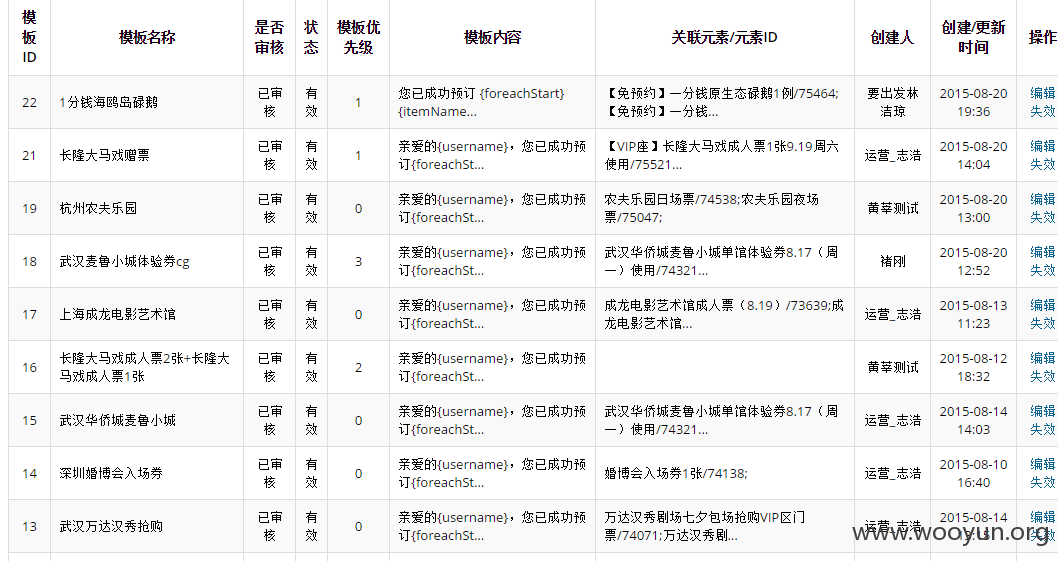 模板ID 模板名称 是否审核 状态 模板优先级 模板内容 关联元素/元素ID 创建人 创建/更新时间 操作
22 1分钱海鸥岛碌鹅 已审核 有效 1 您已成功预订 {foreachStart}{itemName... 【免预约】一分钱原生态碌鹅1例/75464;【免预约】一分钱... 要出发林洁琼 2015-08-20 19:36 编辑 失效
21 长隆大马戏赠票 已审核 有效 1 亲爱的{username}，您已成功预订{foreachSt... 【VIP座】长隆大马戏成人票1张9.19周六使用/75521... 运营_志浩 2015-08-20 14:04 编辑 失效
19 杭州农夫乐园 已审核 有效 0 亲爱的{username}，您已成功预订{foreachSt... 农夫乐园日场票/74538;农夫乐园夜场票/75047; 黄莘测试 2015-08-20 13:00 编辑 失效
18 武汉麦鲁小城体验券cg 已审核 有效 3 亲爱的{username}，您已成功预订{foreachSt... 武汉华侨城麦鲁小城单馆体验券8.17（周一）使用/74321... 褚刚 2015-08-20 12:52 编辑 失效
17 上海成龙电影艺术馆 已审核 有效 0 亲爱的{username}，您已成功预订{foreachSt... 成龙电影艺术馆成人票（8.19）/73639;成龙电影艺术馆... 运营_志浩 2015-08-13 11:23 编辑 失效
16 长隆大马戏成人票2张+长隆大马戏成人票1张 已审核 有效 2 亲爱的{username}，您已成功预订{foreachSt... 黄莘测试 2015-08-12 18:32 编辑 失效
15 武汉华侨城麦鲁小城 已审核 有效 0 亲爱的{username}，您已成功预订{foreachSt... 武汉华侨城麦鲁小城单馆体验券8.17（周一）使用/74321... 运营_志浩 2015-08-14 14:03 编辑 失效
14 深圳婚博会入场券 已审核 有效 0 亲爱的{username}，您已成功预订{foreachSt... 婚博会入场券1张/74138; 运营_志浩 2015-08-10 16:40 编辑 失效
13 武汉万达汉秀抢购 已审核 有效 0 亲爱的{username}，您已成功预订{foreachSt... 万达汉秀剧场七夕包场抢购VIP区门票/74071;万达汉秀剧... 运营_志浩 2015-08-14 编辑 失效
www.wooyun.org